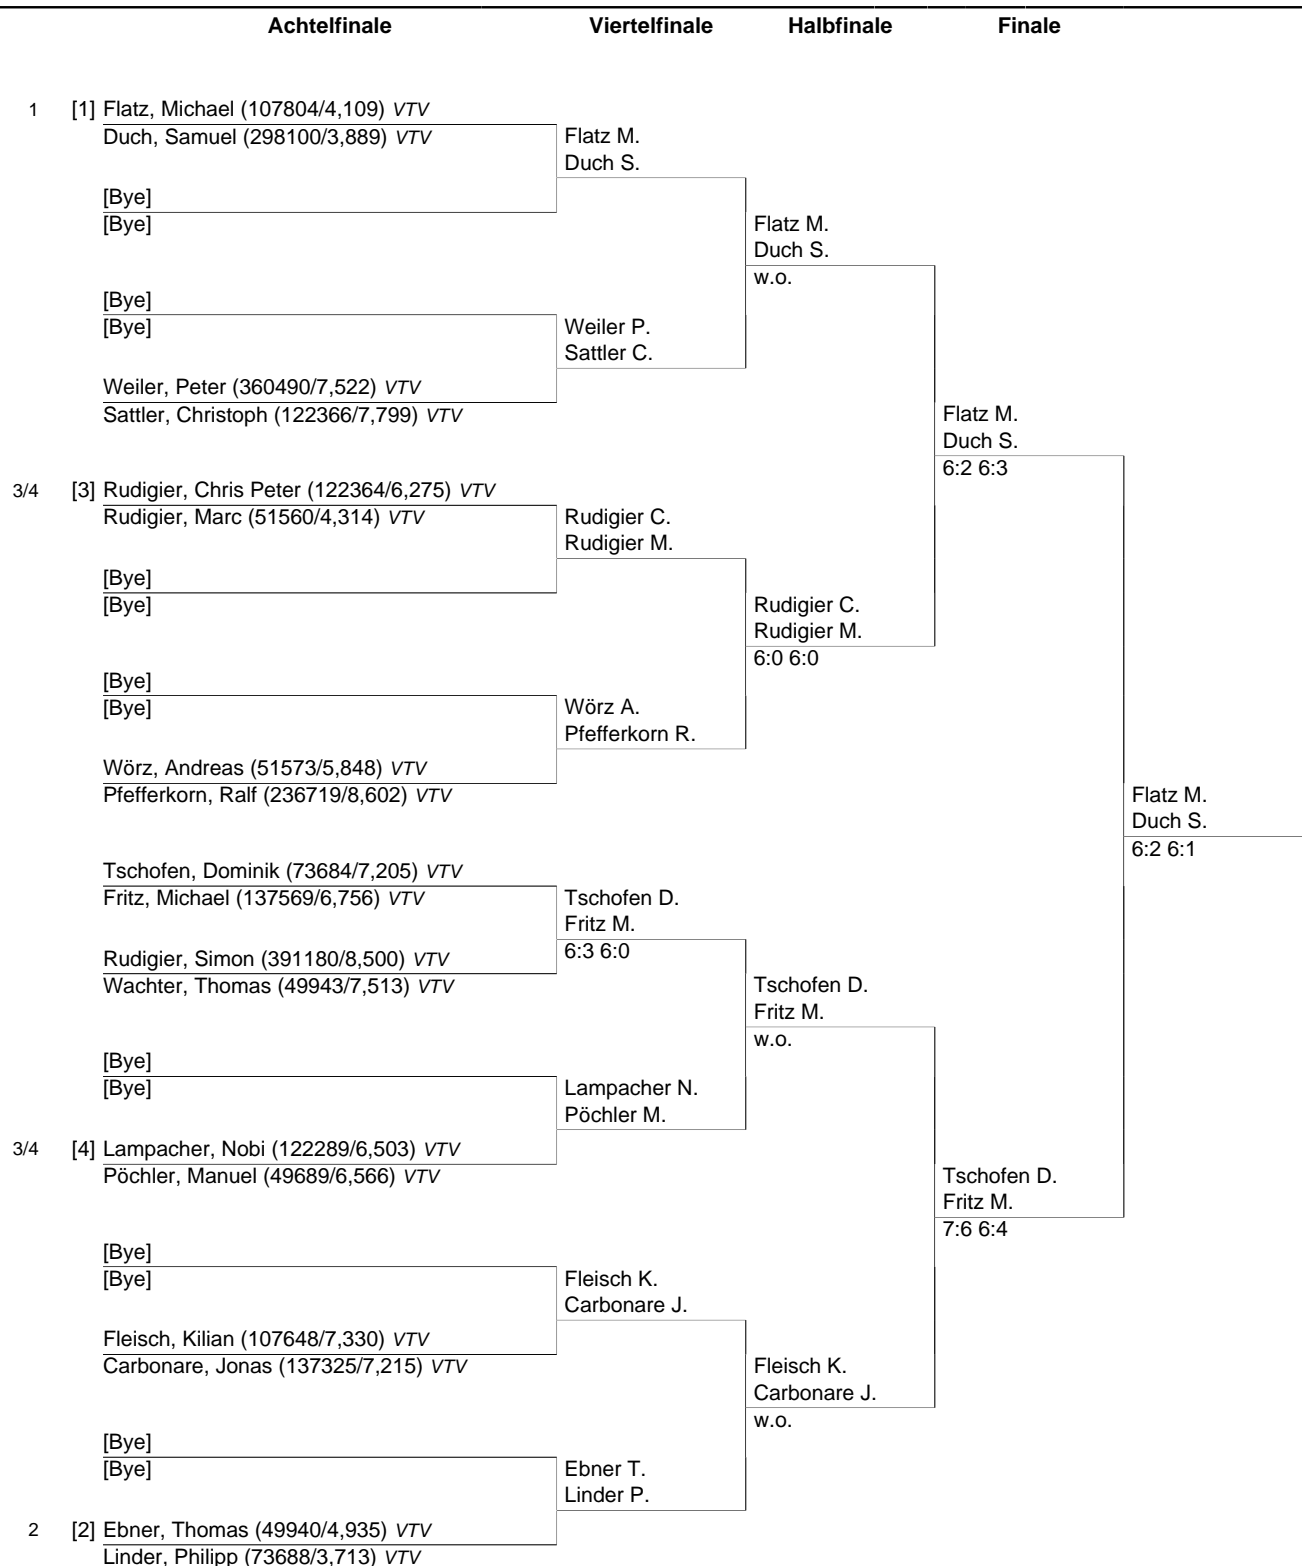 Achtelfinale Viertelfinale Halbfinale Finale
1 [1] Flatz, Michael (107804/4,109) VTV
Duch, Samuel (298100/3,889) VTV Flatz M.
Duch S.
[Bye]
[Bye] Flatz M.
Duch S.
w.o.
[Bye]
[Bye] Weiler P.
Sattler C.
Weiler, Peter (360490/7,522) VTV
Sattler, Christoph (122366/7,799) VTV Flatz M.
Duch S.
6:2 6:3
3/4 [3] Rudigier, Chris Peter (122364/6,275) VTV
Rudigier, Marc (51560/4,314) VTV Rudigier C.
Rudigier M.
[Bye]
[Bye] Rudigier C.
Rudigier M.
6:0 6:0
[Bye]
[Bye] Wörz A.
Pfefferkorn R.
Wörz, Andreas (51573/5,848) VTV
Pfefferkorn, Ralf (236719/8,602) VTV Flatz M.
Duch S.
6:2 6:1
Tschofen, Dominik (73684/7,205) VTV
Fritz, Michael (137569/6,756) VTV Tschofen D.
Fritz M.
6:3 6:0
Rudigier, Simon (391180/8,500) VTV
Wachter, Thomas (49943/7,513) VTV Tschofen D.
Fritz M.
w.o.
[Bye]
[Bye] Lampacher N.
Pöchler M.
3/4 [4] Lampacher, Nobi (122289/6,503) VTV
Pöchler, Manuel (49689/6,566) VTV Tschofen D.
Fritz M.
7:6 6:4
[Bye]
[Bye] Fleisch K.
Carbonare J.
Fleisch, Kilian (107648/7,330) VTV
Carbonare, Jonas (137325/7,215) VTV Fleisch K.
Carbonare J.
w.o.
[Bye]
[Bye] Ebner T.
Linder P.
2 [2] Ebner, Thomas (49940/4,935) VTV
Linder, Philipp (73688/3,713) VTV